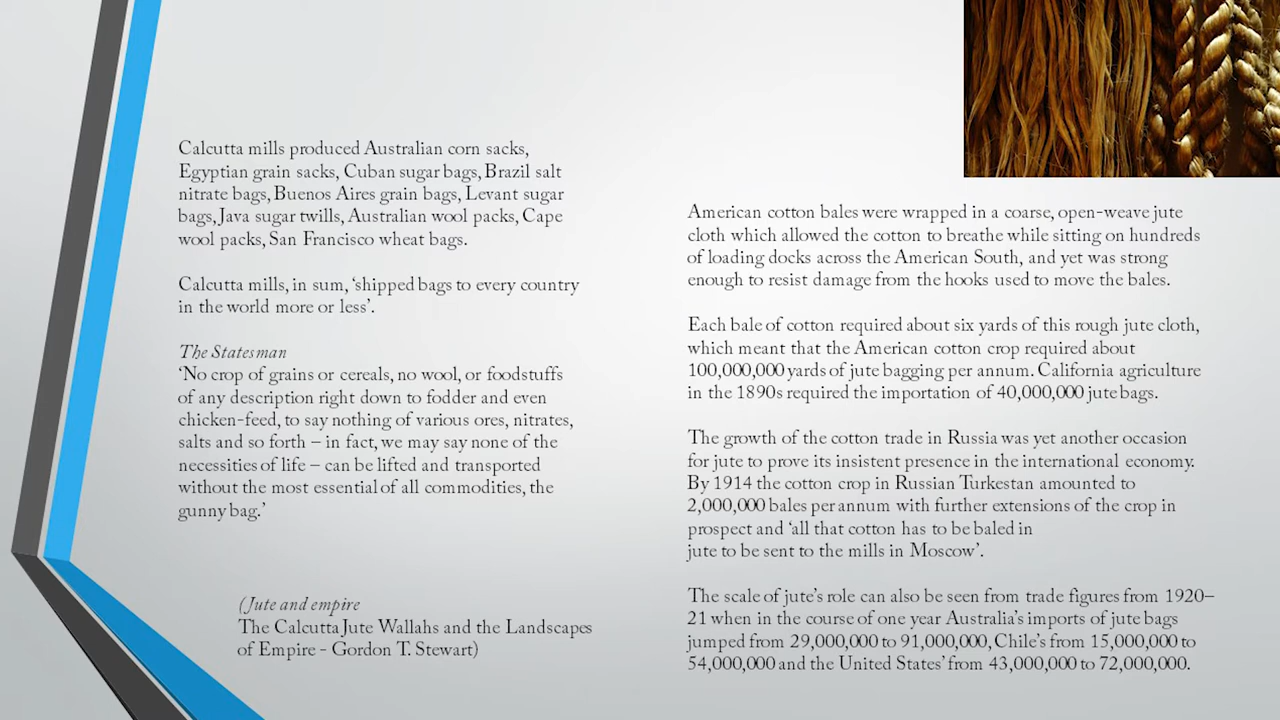 Calcutta mills produced Australian corn sacks,
Egyptian grain sacks, Cuban sugar bags, Brazil salt
nitrate bags, Buenos Aires grain bags, Levant sugar
bags, Java sugar twills, Australian wool packs, Cape
wool packs, San Francisco wheat bags.
Calcutta mills, in sum, ‘shipped bags to every country
in the world more or less’.
The Statesman
‘No crop of grains or cereals, no wool, or foodstuffs
of any description right down to fodder and even
chicken-feed, to say nothing of various ores, nitrates,
salts and so forth – in fact, we may say none of the
necessities of life – can be lifted and transported
without the most essential of all commodities, the
gunny bag.’
(Jute and empire
The Calcutta Jute Wallahs and the Landscapes
of Empire - Gordon T. Stewart)
American cotton bales were wrapped in a coarse, open-weave jute
cloth which allowed the cotton to breathe while sitting on hundreds
of loading docks across the American South, and yet was strong
enough to resist damage from the hooks used to move the bales.
Each bale of cotton required about six yards of this rough jute cloth,
which meant that the American cotton crop required about
100,000,000 yards of jute bagging per annum. California agriculture
in the 1890s required the importation of 40,000,000 jute bags.
The growth of the cotton trade in Russia was yet another occasion
for jute to prove its insistent presence in the international economy.
By 1914 the cotton crop in Russian Turkestan amounted to
2,000,000 bales per annum with further extensions of the crop in
prospect and ‘all that cotton has to be baled in
jute to be sent to the mills in Moscow’.
The scale of jute’s role can also be seen from trade figures from 1920–
21 when in the course of one year Australia’s imports of jute bags
jumped from 29,000,000 to 91,000,000, Chile’s from 15,000,000 to
54,000,000 and the United States’ from 43,000,000 to 72,000,000.